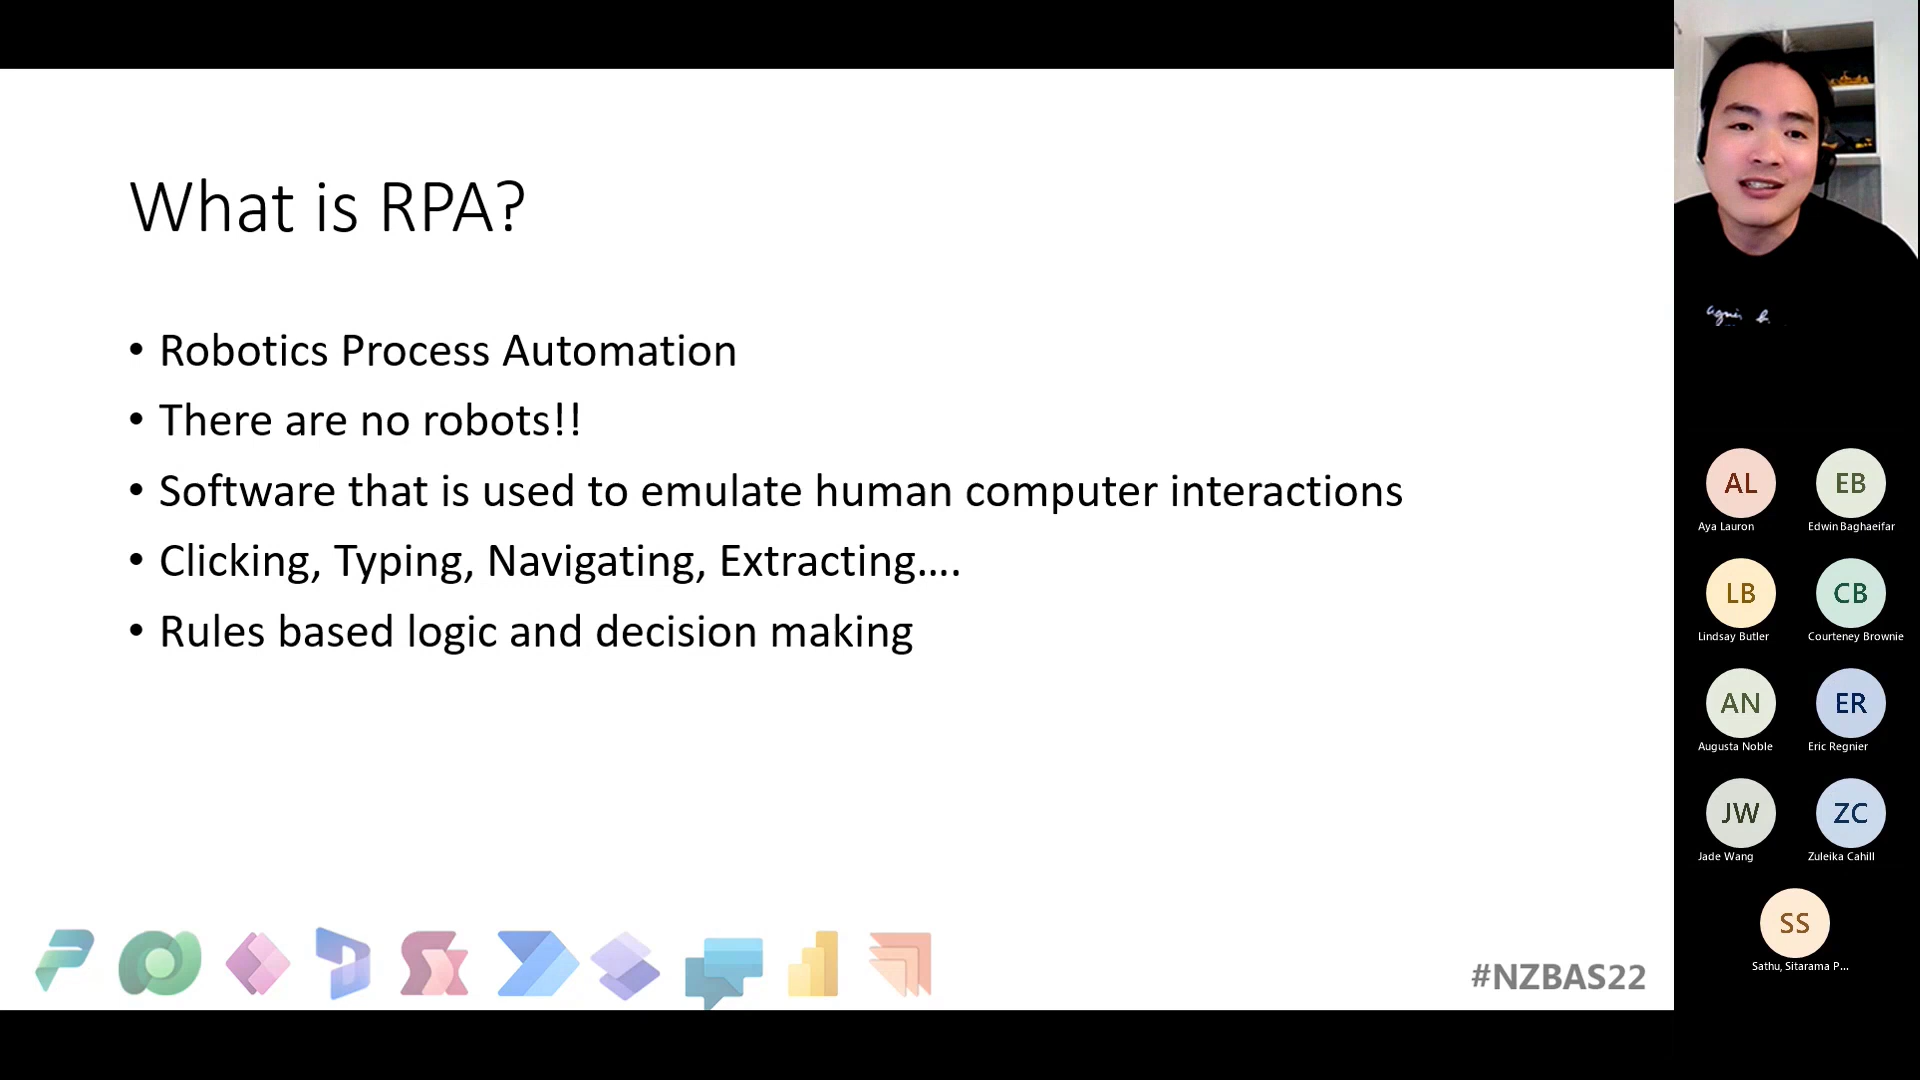 What is RPA?
• Robotics Process Automation
• There are no robots!!
• Software that is used to emulate human computer interactions
• Clicking, Typing, Navigating, Extracting....
• Rules based logic and decision making
#NZBAS22
agnès b.
AL
Aya Lauron
EB
Edwin Baghaeifar
LB
Lindsay Butler
CB
Courteney Brownie
AN
Augusta Noble
ER
Eric Regnier
JW
Jade Wang
ZC
Zuleika Cahill
SS
Sathu, Sitarama P...